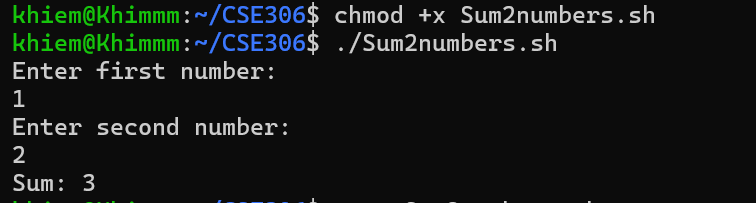 khiem@Khimmm:~/CSE306$ chmod +x Sum2numbers.sh
khiem@Khimmm:~/CSE306$ ./Sum2numbers.sh
Enter first number:
1
Enter second number:
2
Sum: 3